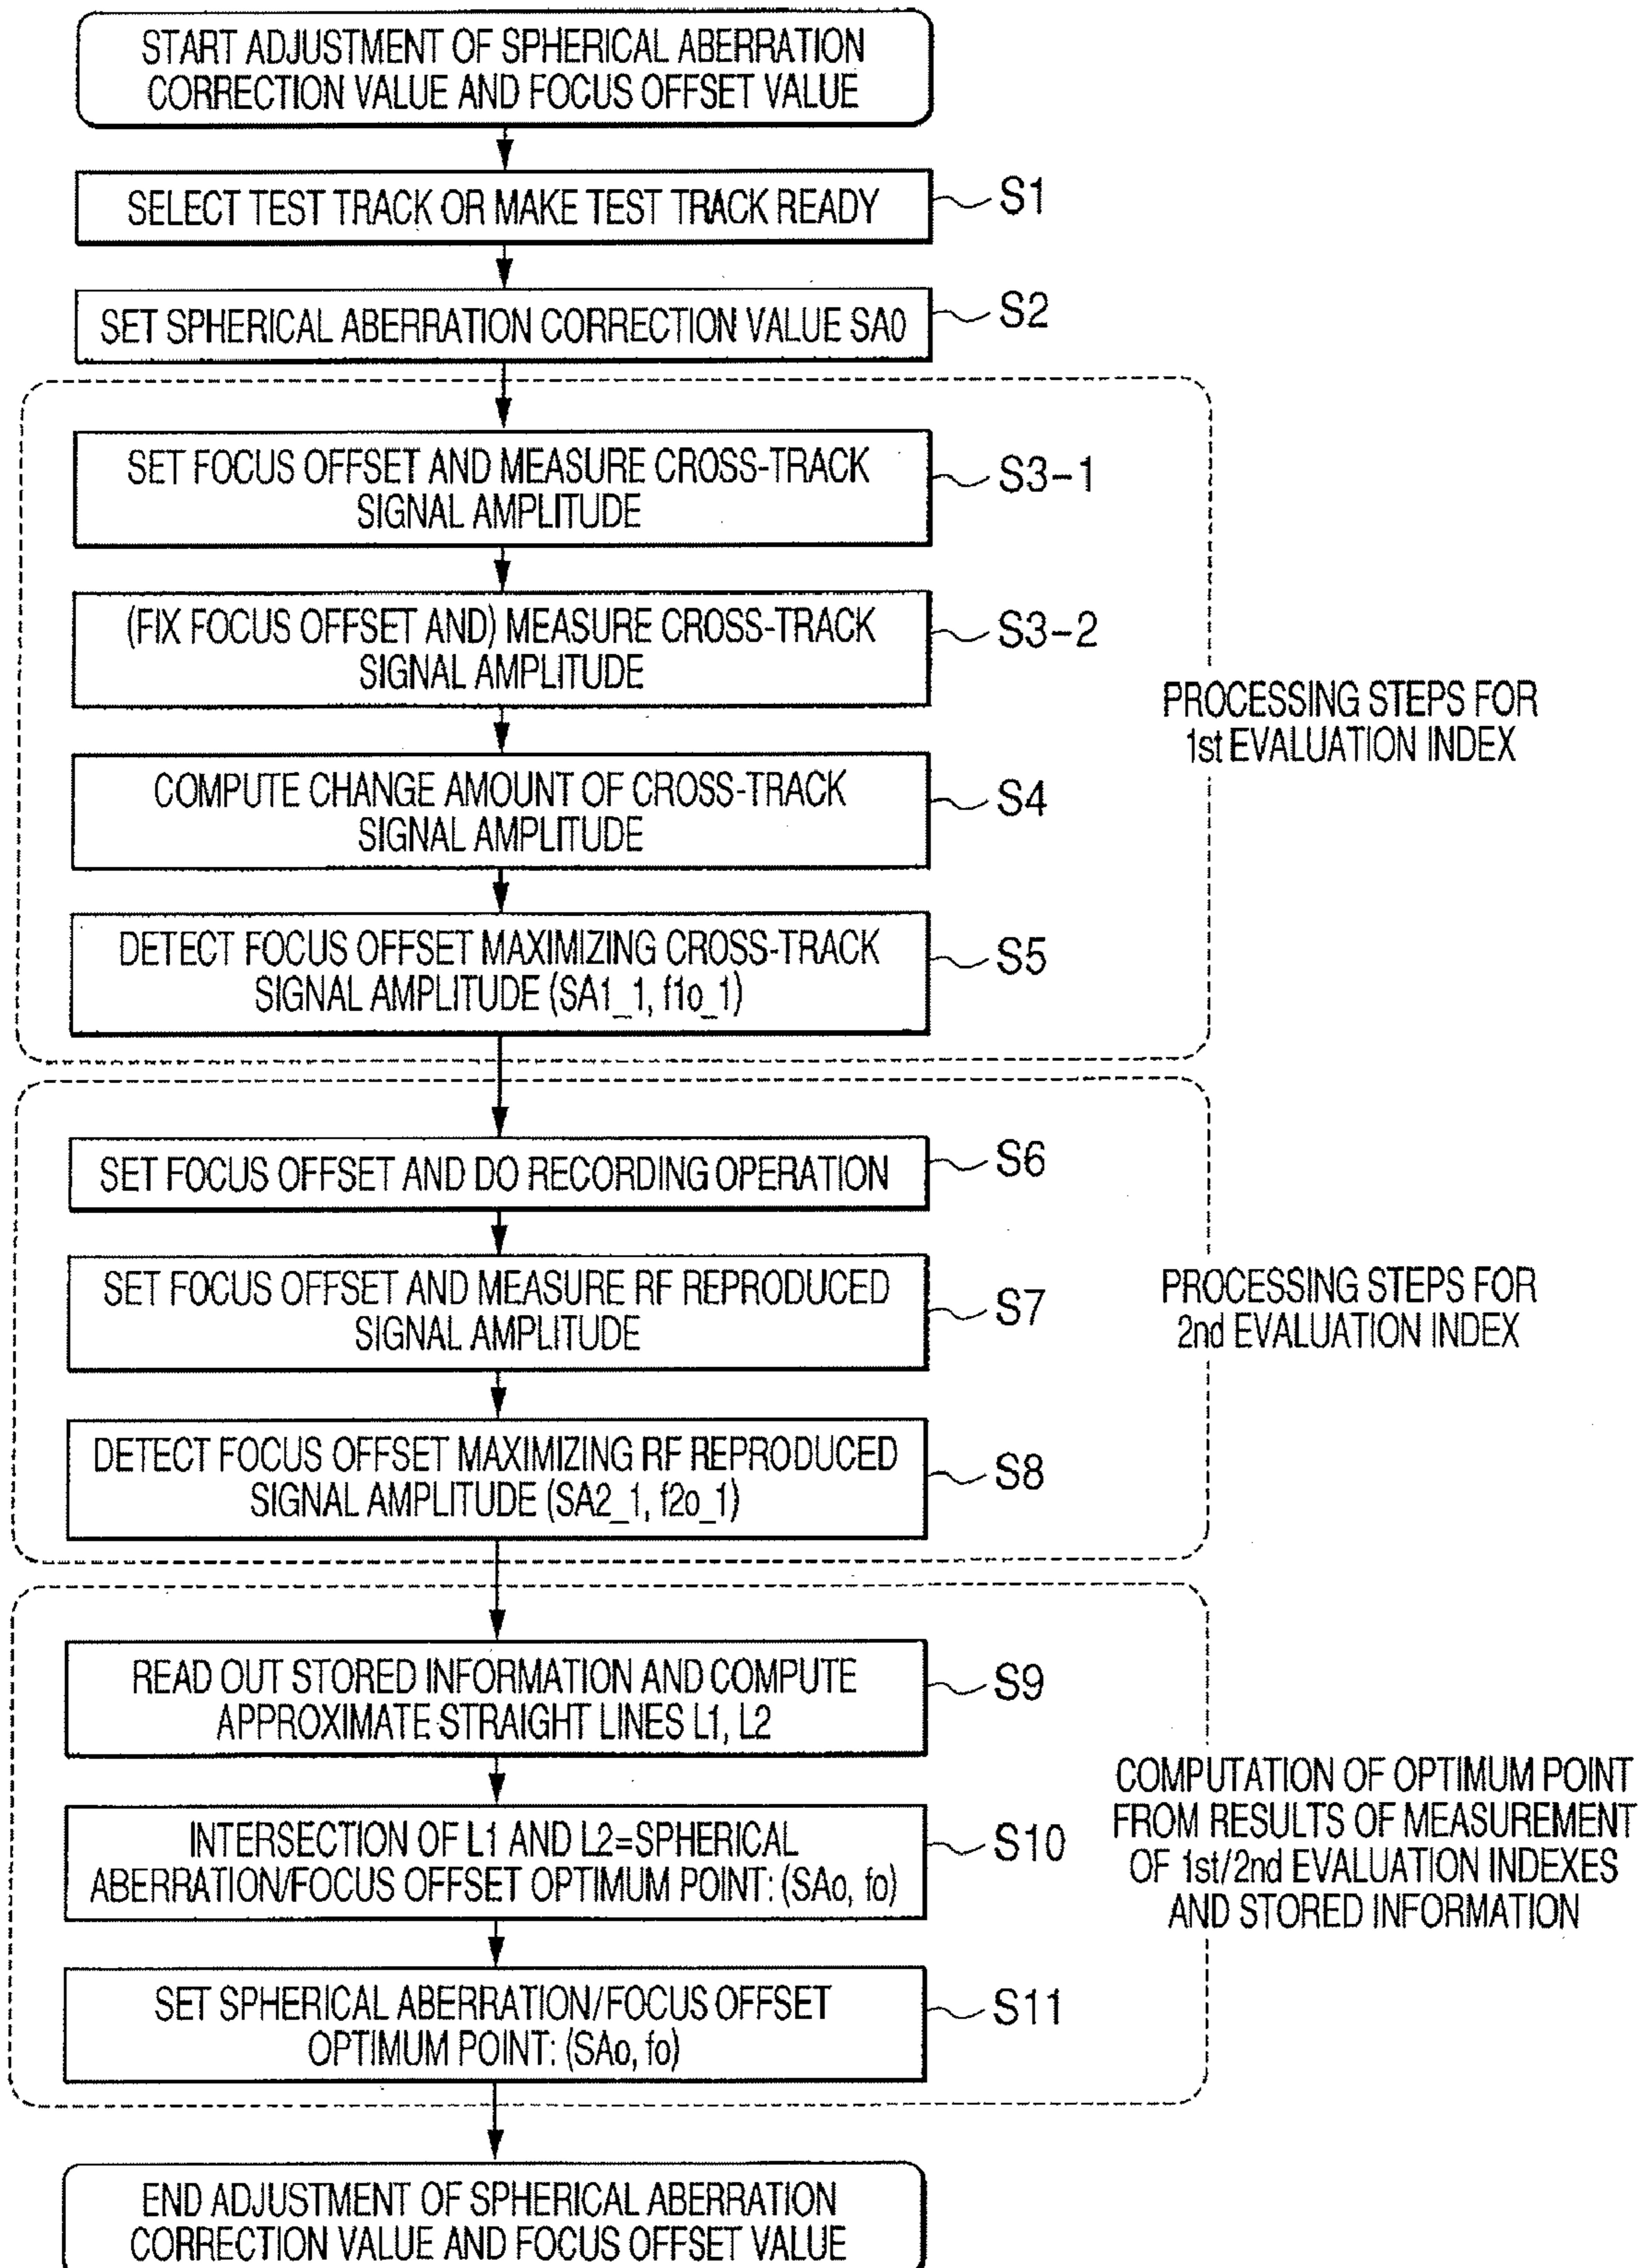 START ADJUSTMENT OF SPHERICAL ABERRATION
CORRECTION VALUE AND FOCUS OFFSET VALUE
SELECT TEST TRACK OR MAKE TEST TRACK READY
S1
SET SPHERICAL ABERRATION CORRECTION VALUE SA0
S2
SET FOCUS OFFSET AND MEASURE CROSS-TRACK
SIGNAL AMPLITUDE
S3-1
(FIX FOCUS OFFSET AND) MEASURE CROSS-TRACK
SIGNAL AMPLITUDE
S3-2
COMPUTE CHANGE AMOUNT OF CROSS-TRACK
SIGNAL AMPLITUDE
S4
DETECT FOCUS OFFSET MAXIMIZING CROSS-TRACK
SIGNAL AMPLITUDE (SA1_1, f1o_1)
S5
PROCESSING STEPS FOR
1st EVALUATION INDEX
SET FOCUS OFFSET AND DO RECORDING OPERATION
S6
SET FOCUS OFFSET AND MEASURE RF REPRODUCED
SIGNAL AMPLITUDE
S7
DETECT FOCUS OFFSET MAXIMIZING RF REPRODUCED
SIGNAL AMPLITUDE (SA2_1, f2o_1)
S8
PROCESSING STEPS FOR
2nd EVALUATION INDEX
READ OUT STORED INFORMATION AND COMPUTE
APPROXIMATE STRAIGHT LINES L1, L2
S9
INTERSECTION OF L1 AND L2=SPHERICAL
ABERRATION/FOCUS OFFSET OPTIMUM POINT: (SAo, fo)
S10
SET SPHERICAL ABERRATION/FOCUS OFFSET
OPTIMUM POINT: (SAo, fo)
S11
COMPUTATION OF OPTIMUM POINT
FROM RESULTS OF MEASUREMENT
OF 1st/2nd EVALUATION INDEXES
AND STORED INFORMATION
END ADJUSTMENT OF SPHERICAL ABERRATION
CORRECTION VALUE AND FOCUS OFFSET VALUE